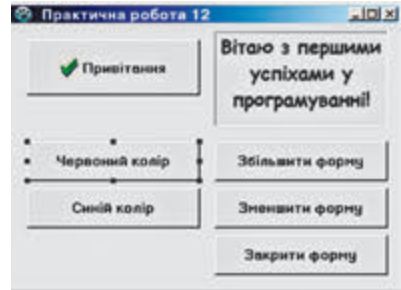 Практична робота 12
Привітання
Вітаю з першими
успіхами у
програмуванні!
Червоний колір
Збільшити форму
Синій колір
Зменшити форму
Закрити форму